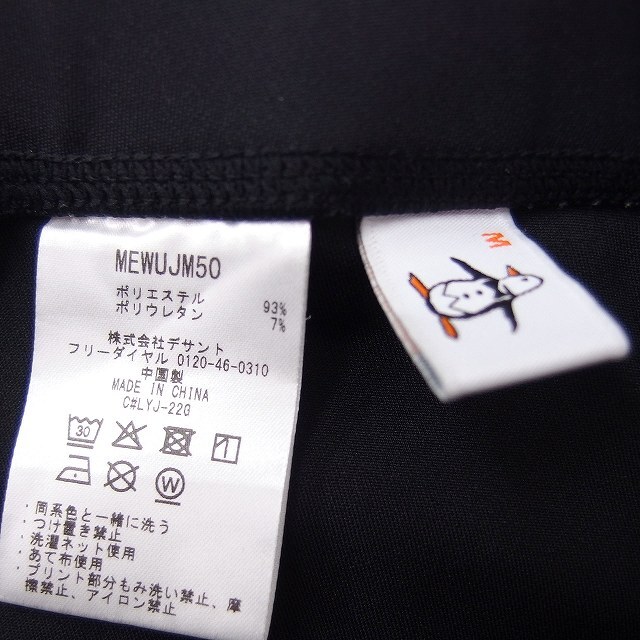 MEWUJM50
ポリエステル 93%
ポリウレタン 7%
株式会社デサント
フリーダイヤル 0120-46-0310
中国製
MADE IN CHINA
C#LYJ-22G
30
W
・同系色と一緒に洗う
・つけ置き禁止
・洗濯ネット使用
・あて布使用
・プリント部分もみ洗い禁止、摩
擦禁止、アイロン禁止
M